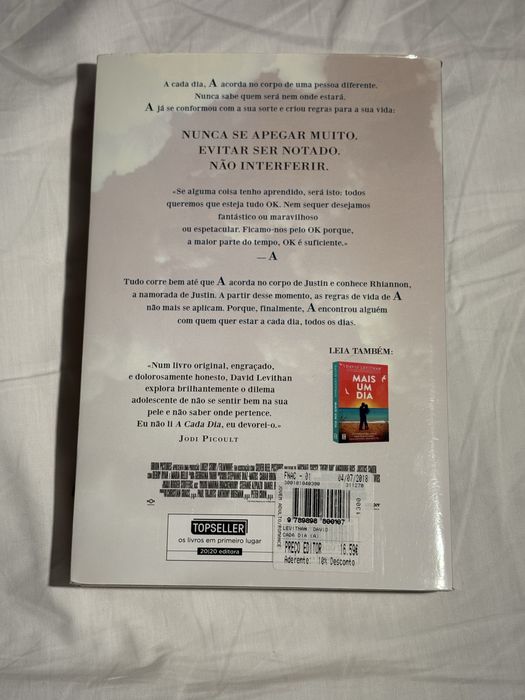 A cada dia, A acorda no corpo de uma pessoa diferente.
Nunca sabe quem será nem onde estará.
A já se conformou com a sua sorte e criou regras para a sua vida:
NUNCA SE APEGAR MUITO.
EVITAR SER NOTADO.
NÃO INTERFERIR.
«Se alguma coisa tenho aprendido, será isto: todos
queremos que esteja tudo OK. Nem sequer desejamos
fantástico ou maravilhoso
ou espetacular. Ficamo-nos pelo OK porque,
a maior parte do tempo, OK é suficiente.»
— A
Tudo corre bem até que A acorda no corpo de Justin e conhece Rhiannon,
a namorada de Justin. A partir desse momento, as regras de vida de A
não mais se aplicam. Porque, finalmente, A encontrou alguém
com quem quer estar a cada dia, todos os dias.
LEIA TAMBÉM:
DAVID LEVITHAN
MAIS
UM
DIA
«Num livro original, engraçado,
e dolorosamente honesto, David Levithan
explora brilhantemente o dilema
adolescente de não se sentir bem na sua
pele e não saber onde pertence.
Eu não li A Cada Dia, eu devorei-o.»
JODI PICOULT
FNAC - 01
04/07/2018
9 789898 800107
LEVITHAN, DAVID
CADA DIA (A)
PREÇO EDITOR 16.59€
Aderente: 10% Desconto
TOPSELLER
os livros em primeiro lugar
20|20 editora